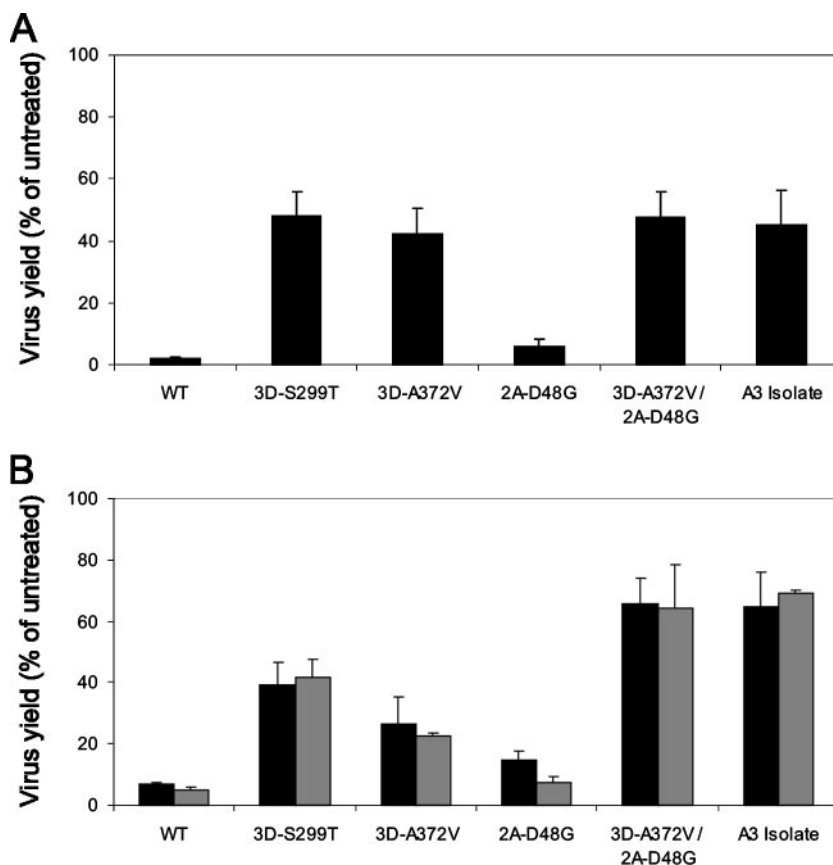 A
Virus yield (% of untreated)
100
80
60
40
20
0
WT
3D-S299T
3D-A372V
2A-D48G
3D-A372V/
2A-D48G
A3 Isolate
B
Virus yield (% of untreated)
100
80
60
40
20
0
WT
3D-S299T
3D-A372V
2A-D48G
3D-A372V/
2A-D48G
A3 Isolate